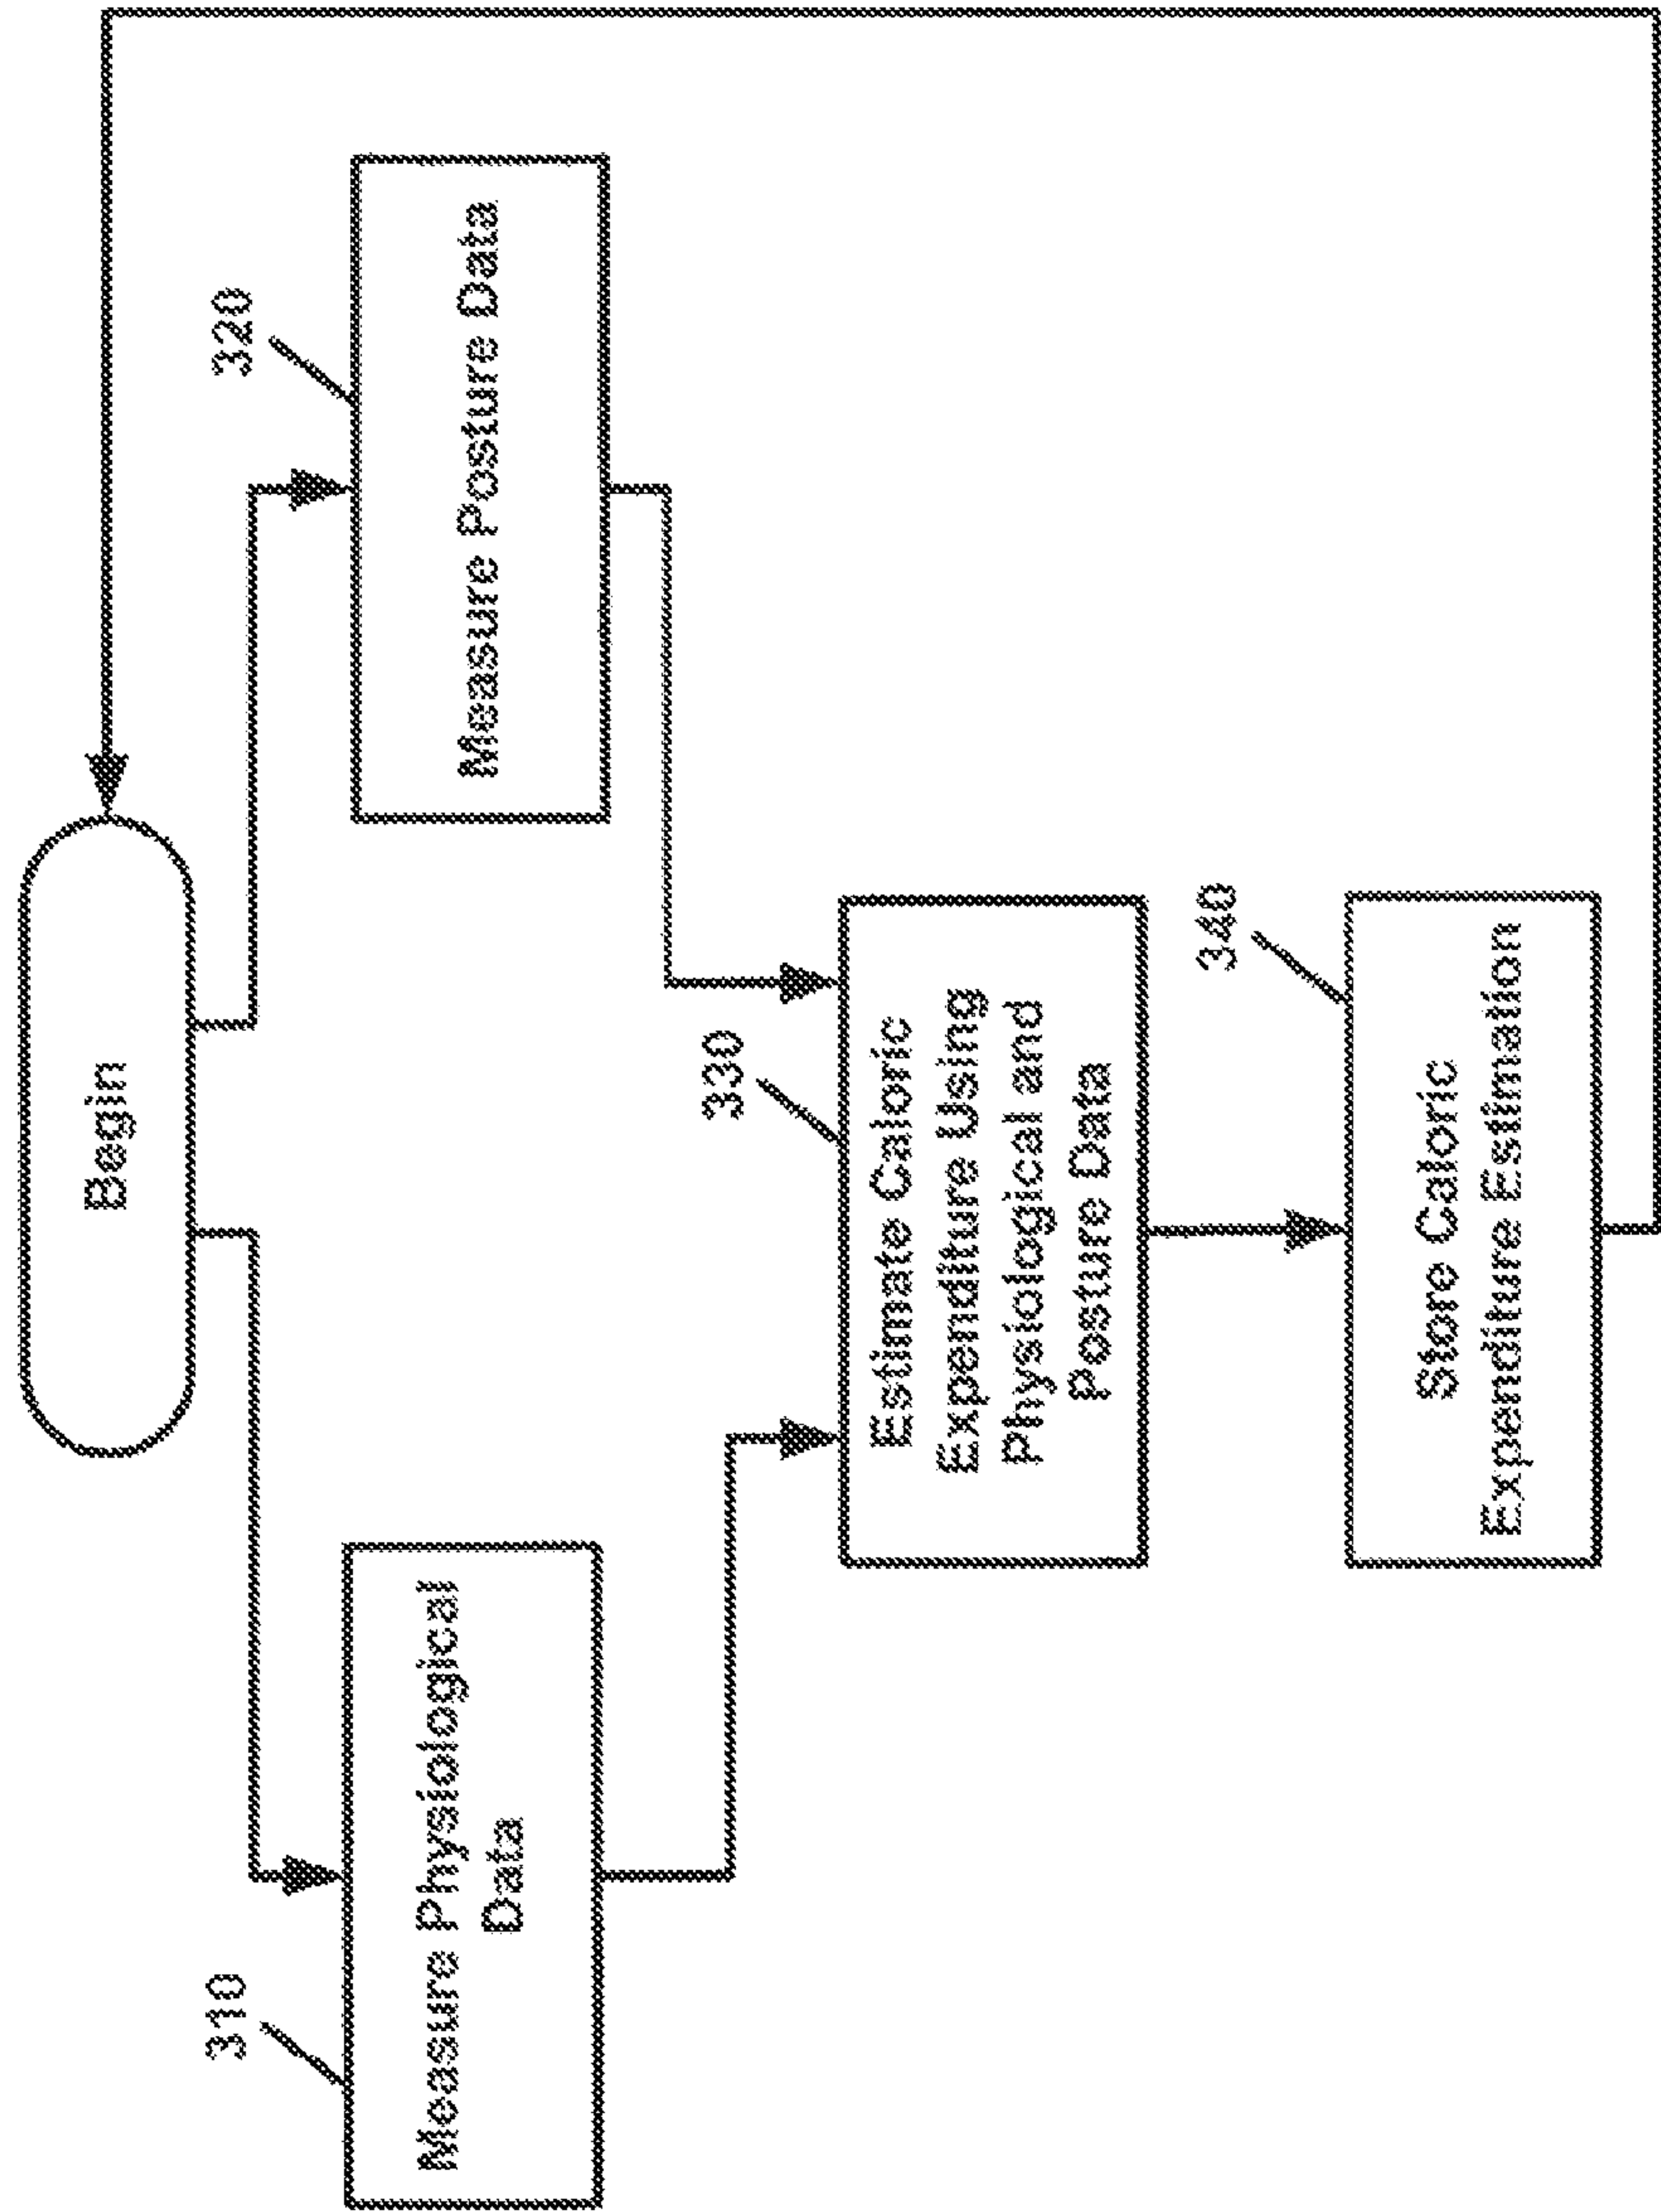 Begin
310
Measure Physiological
Data
320
Measure Posture Data
330
Estimate Caloric
Expenditure Using
Physiological and
Posture Data
340
Store Caloric
Expenditure Estimation